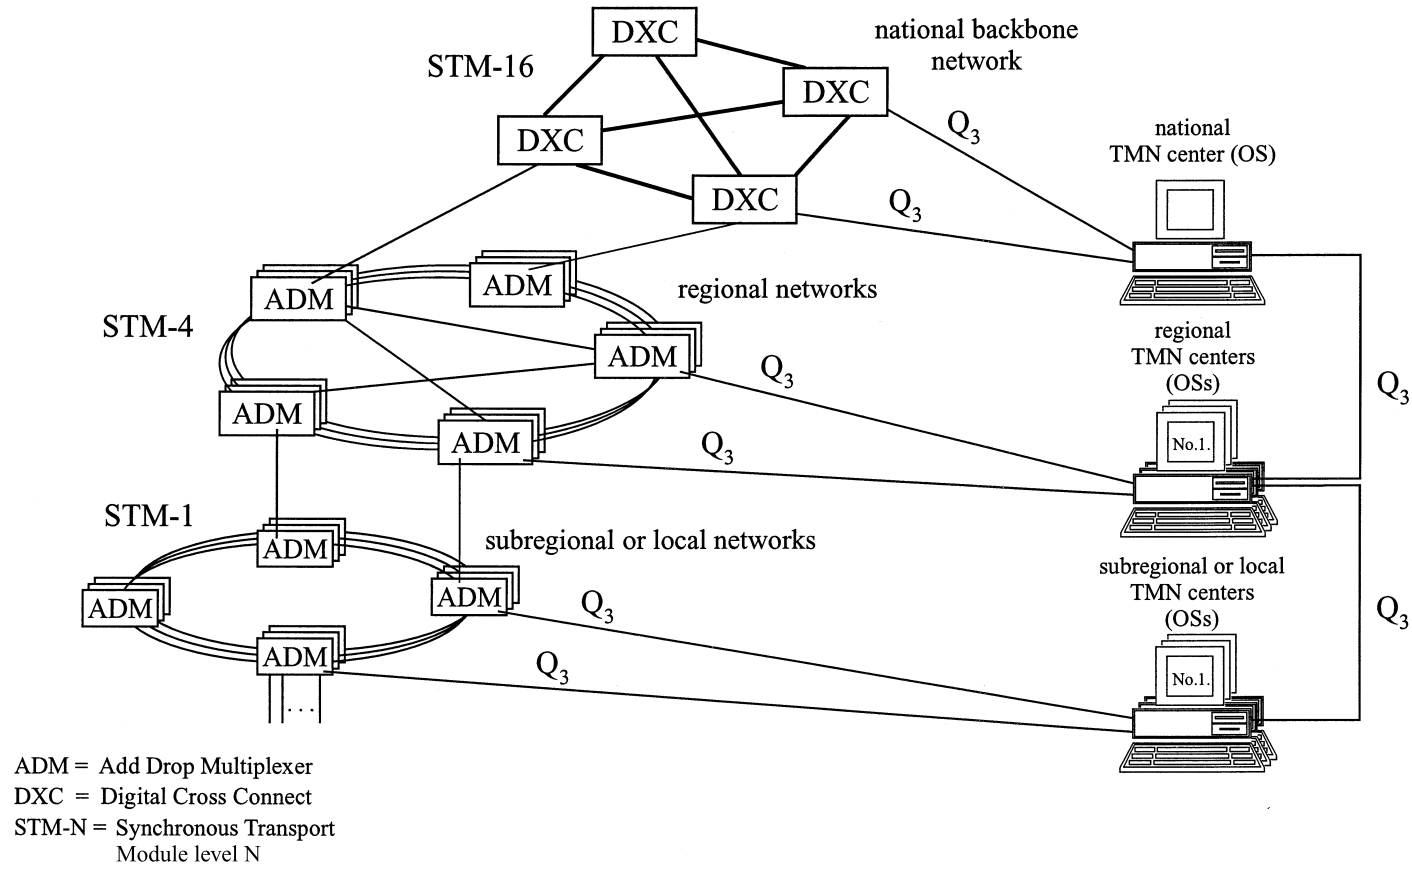 DXC
STM-16
national backbone
network
DXC
DXC
DXC
Q3
Q3
national
TMN center (OS)
ADM
ADM
regional networks
STM-4
ADM
ADM
ADM
Q3
Q3
regional
TMN centers
(OSs)
No.1.
Q3
STM-1
ADM
subregional or local networks
ADM
ADM
ADM
...
Q3
Q3
subregional or local
TMN centers
(OSs)
No.1.
Q3
ADM = Add Drop Multiplexer
DXC = Digital Cross Connect
STM-N = Synchronous Transport
Module level N